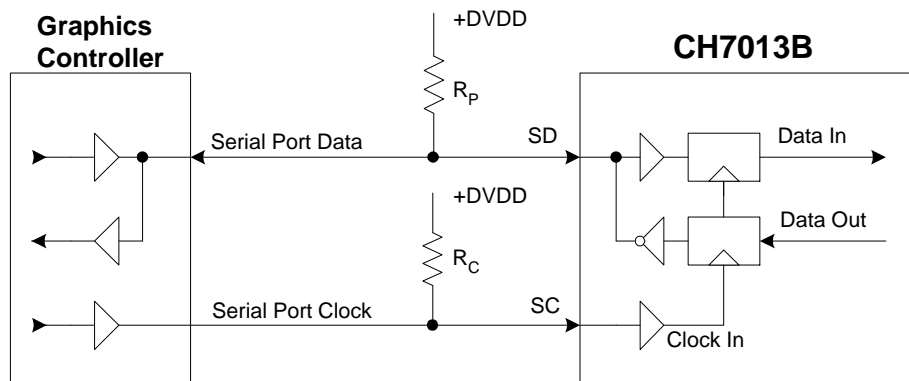 Graphics
Controller
+DVDD
CH7013B
R_P
Serial Port Data
SD
Data In
+DVDD
Data Out
R_C
Serial Port Clock
SC
Clock In